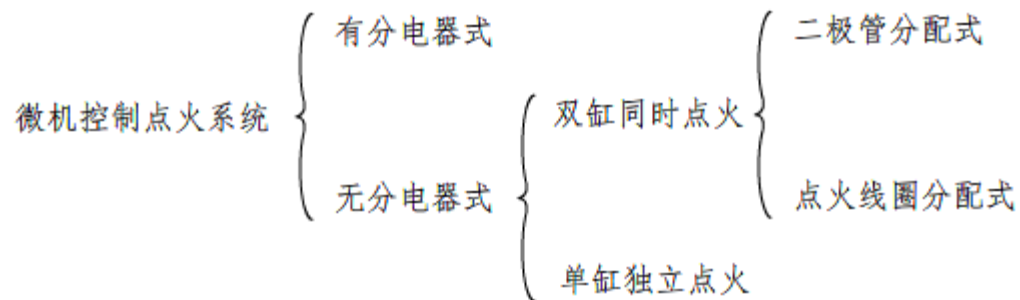 有分电器式
二极管分配式
微机控制点火系统
双缸同时点火
无分电器式
点火线圈分配式
单缸独立点火